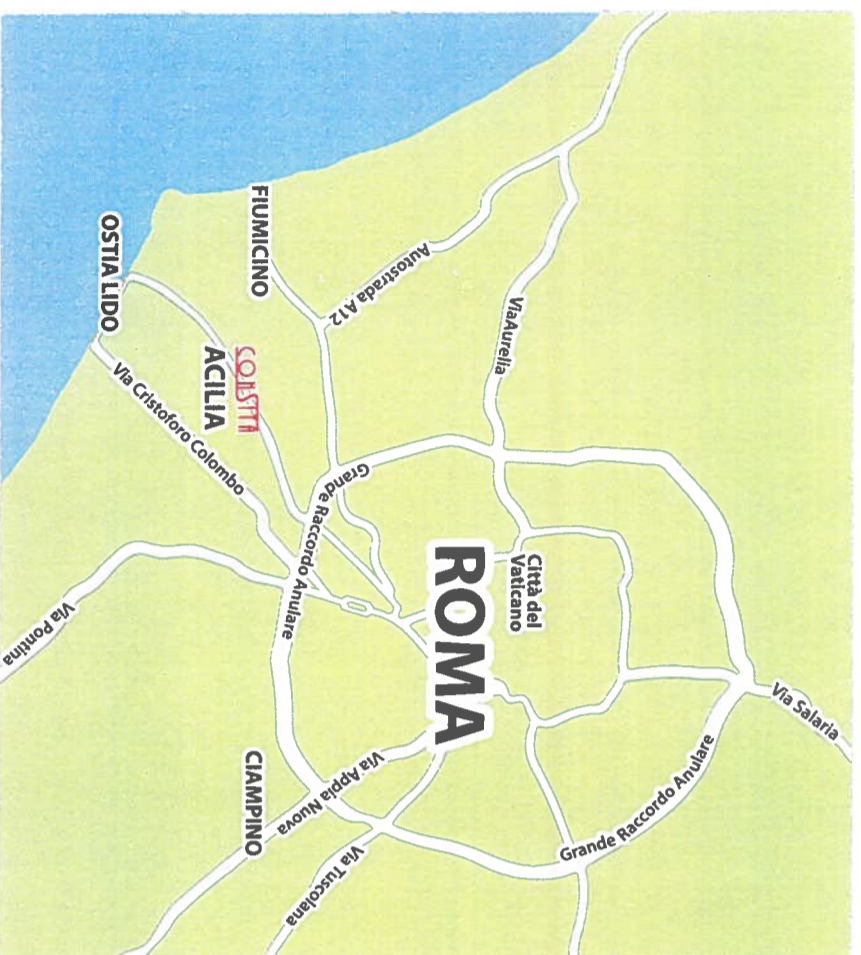 Via Salaria
Grande Raccordo Anulare
Via Aurelia
Autostrada A12
Città del
Vaticano
ROMA
FIUMICINO
Grande Raccordo Anulare
COISITA
ACILIA
OSTIA LIDO
Via Cristoforo Colombo
Via Pontina
Via Appia Nuova
CIAMPINO
Via Tuscolana